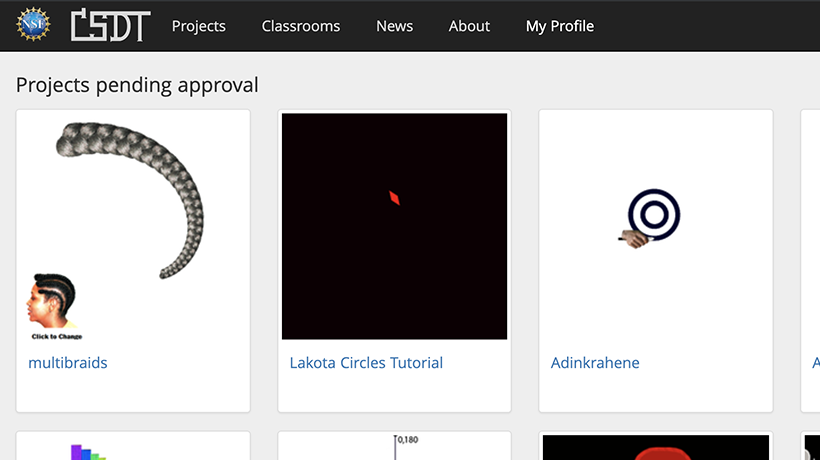 NSF CSDT Projects Classrooms News About My Profile
Projects pending approval
Click to Change
multibraids
Lakota Circles Tutorial
Adinkrahene
A
0,180